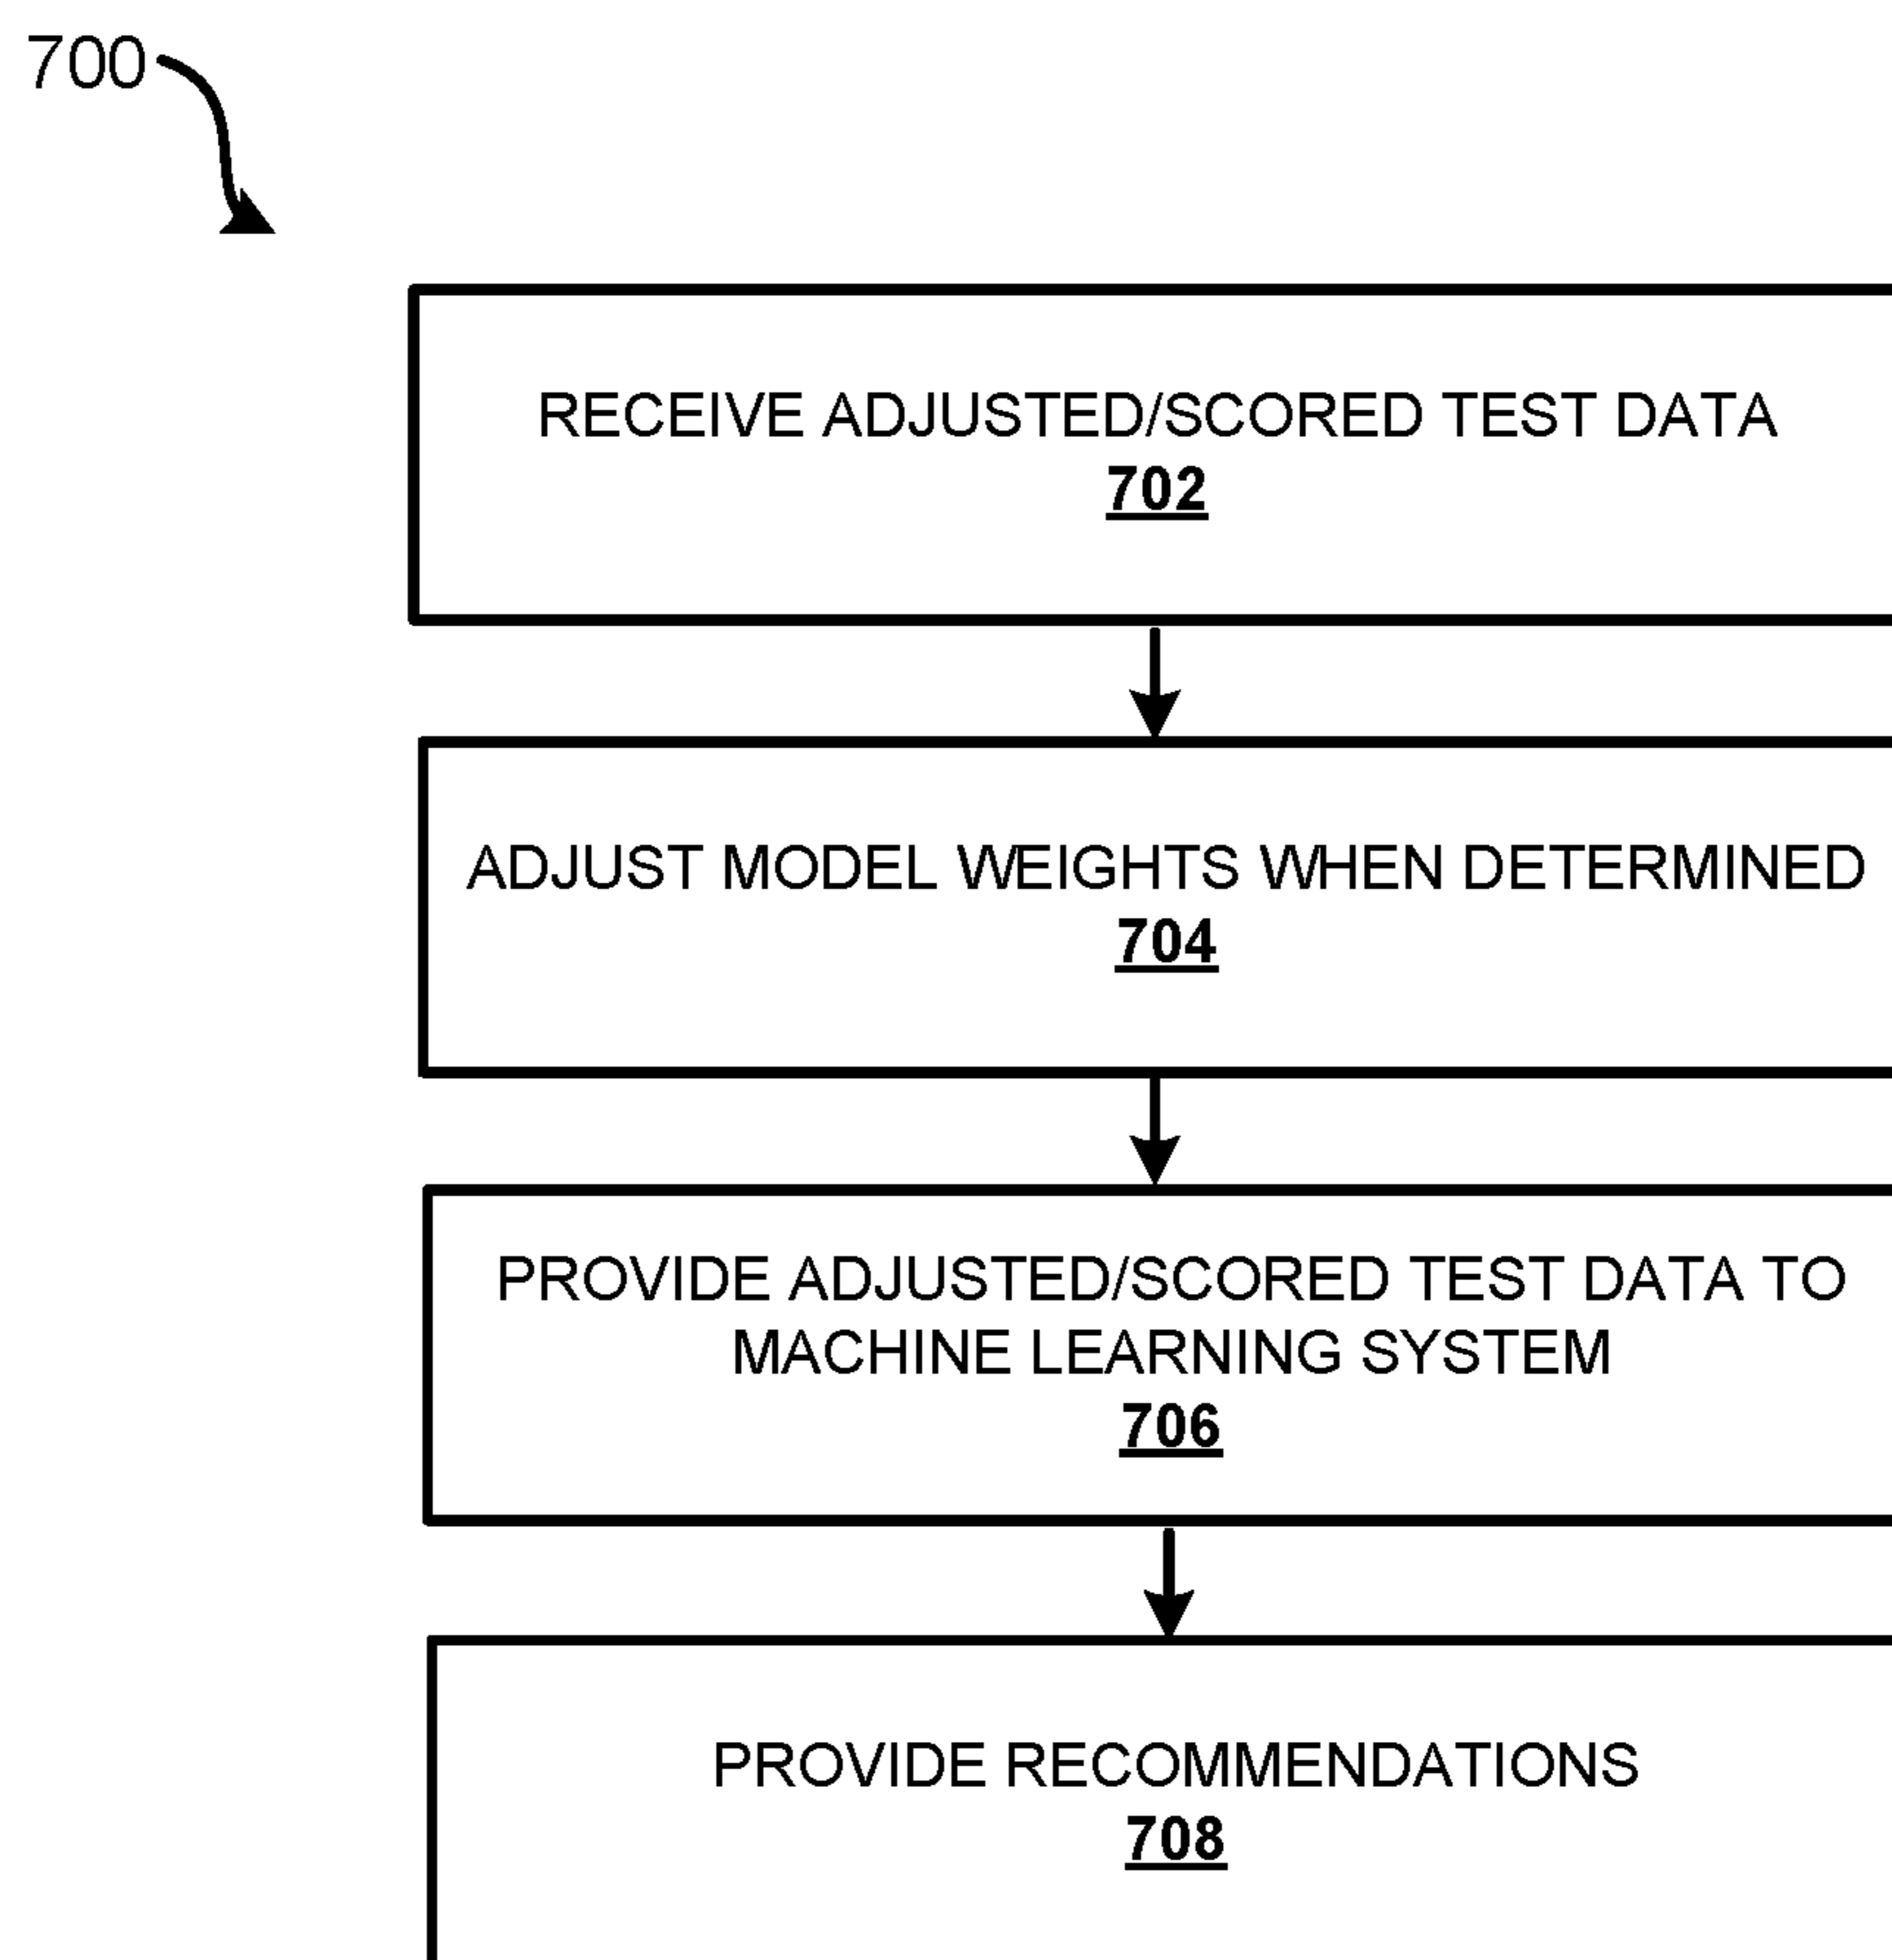 700
RECEIVE ADJUSTED/SCORED TEST DATA
702
ADJUST MODEL WEIGHTS WHEN DETERMINED
704
PROVIDE ADJUSTED/SCORED TEST DATA TO
MACHINE LEARNING SYSTEM
706
PROVIDE RECOMMENDATIONS
708